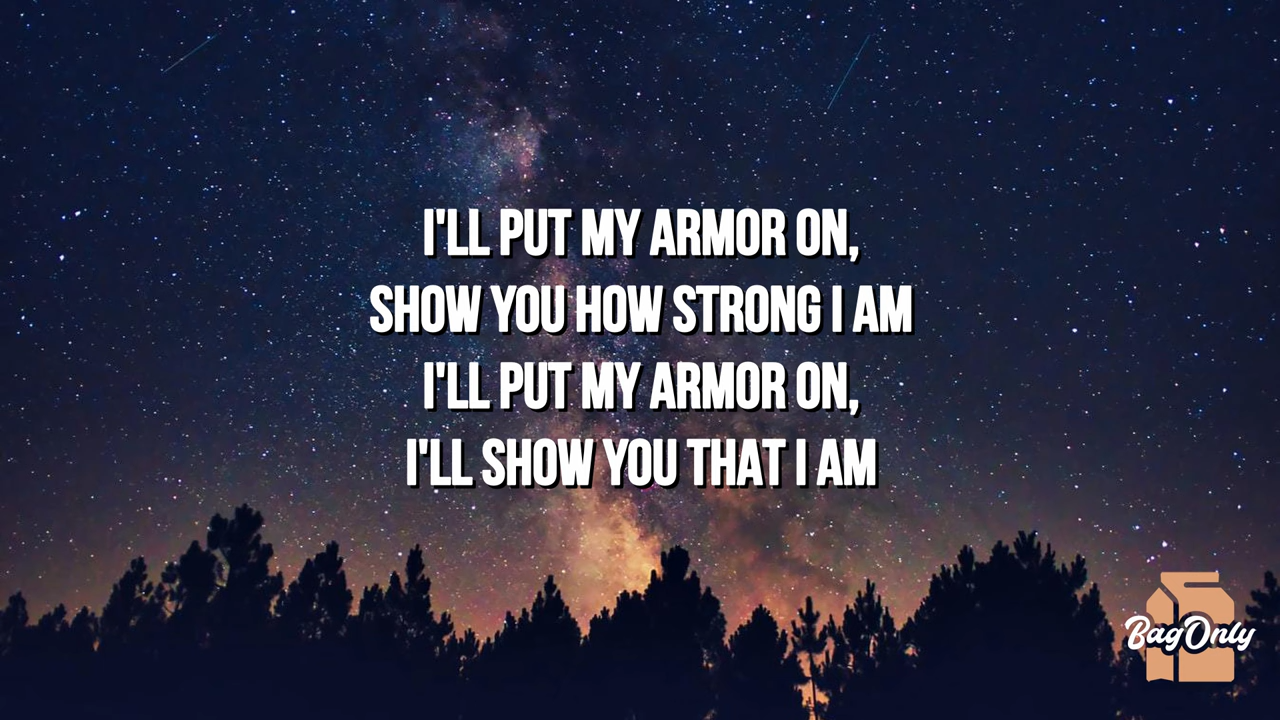 I'LL PUT MY ARMOR ON,
SHOW YOU HOW STRONG I AM
I'LL PUT MY ARMOR ON,
I'LL SHOW YOU THAT I AM
BagOnly